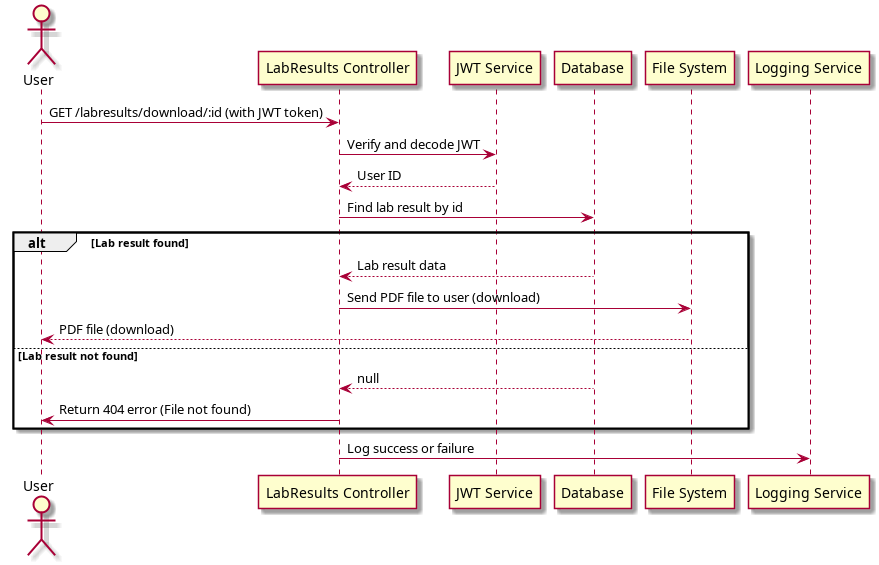 User
LabResults Controller
JWT Service
Database
File System
Logging Service
GET /labresults/download/:id (with JWT token)
Verify and decode JWT
User ID
Find lab result by id
alt
[Lab result found]
Lab result data
Send PDF file to user (download)
PDF file (download)
[Lab result not found]
null
Return 404 error (File not found)
Log success or failure
User
LabResults Controller
JWT Service
Database
File System
Logging Service